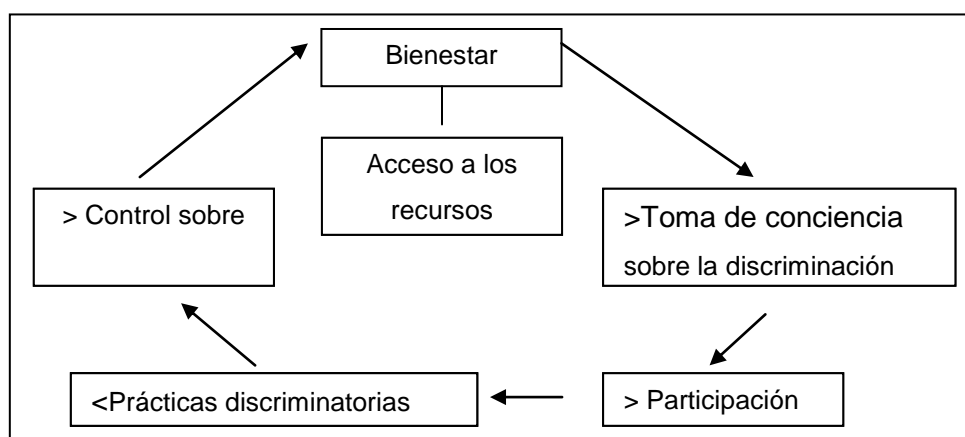 Bienestar
Acceso a los
recursos
> Control sobre
>Toma de conciencia
sobre la discriminación
<Prácticas discriminatorias
> Participación